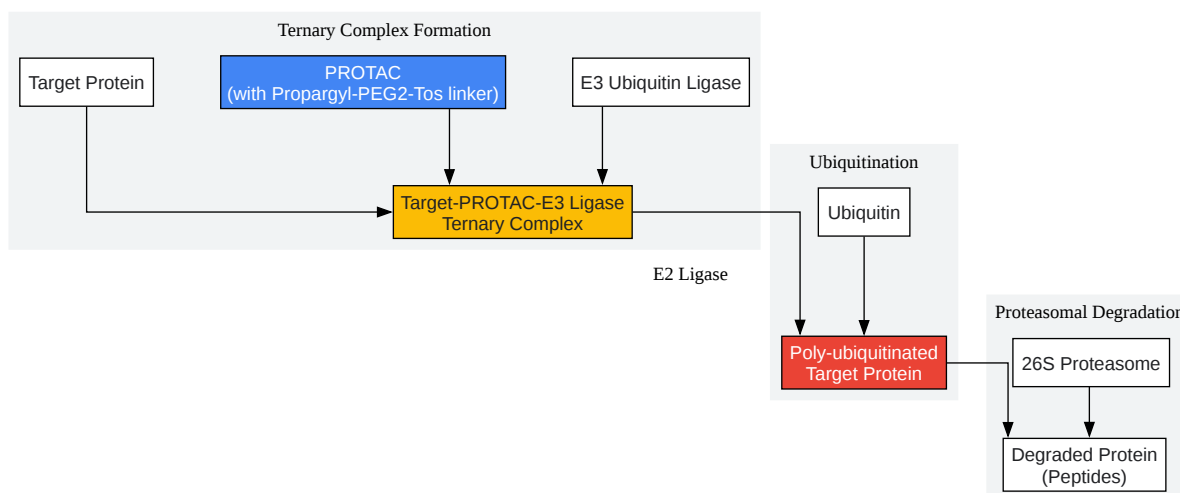 Ternary Complex Formation
Target Protein
PROTAC
(with Propargyl-PEG2-Tos linker)
E3 Ubiquitin Ligase
Target-PROTAC-E3 Ligase
Ternary Complex
E2 Ligase
Ubiquitination
Ubiquitin
Poly-ubiquitinated
Target Protein
Proteasomal Degradation
26S Proteasome
Degraded Protein
(Peptides)